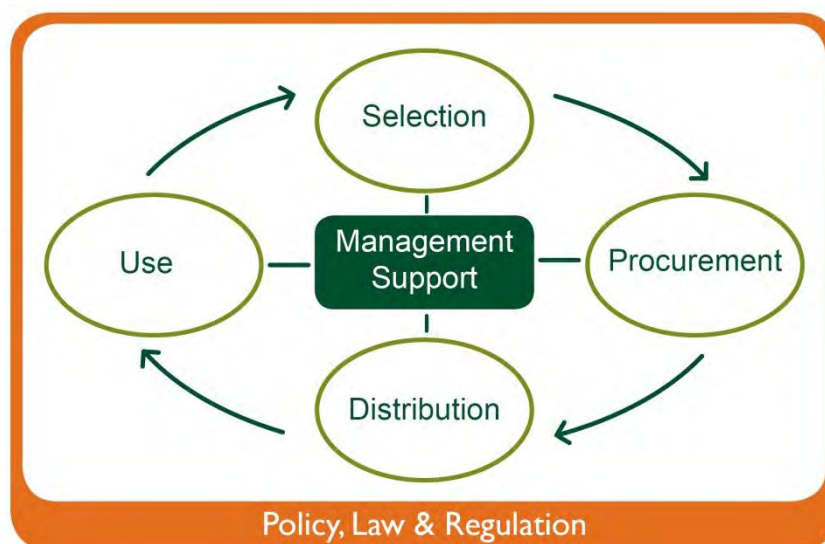 Selection
Use
Management
Support
Procurement
Distribution
Policy, Law & Regulation